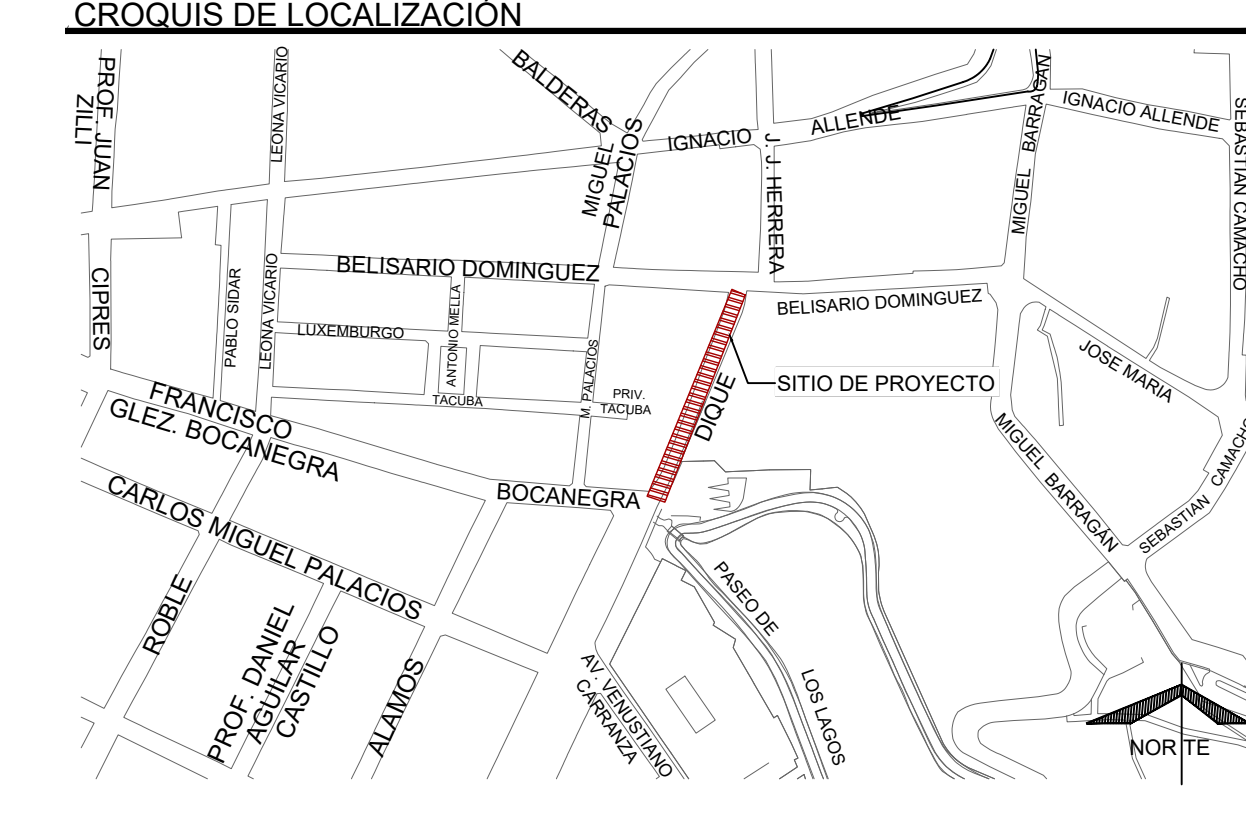 CROQUIS DE LOCALIZACIÓN
PROF. JUAN
ZILLI
LEONA VICARIO
BALDERAS
MIGUEL
PALACIOS
IGNACIO
ALLENDE
J. J. HERRERA
MIGUEL BARRAGÁN
IGNACIO ALLENDE
SEBASTIAN CAMACHO
CIPRES
PABLO SIDAR
LEONA VICARIO
BELISARIO DOMINGUEZ
ANTONIO MELLA
LUXEMBURGO
BELISARIO DOMINGUEZ
M. PALACIOS
PRIV.
TACUBA
TACUBA
SITIO DE PROYECTO
DIQUE
JOSE MARIA
FRANCISCO
GLEZ. BOCANEGRA
BOCANEGRA
MIGUEL BARRAGÁN
SEBASTIAN CAMACHO
CARLOS MIGUEL PALACIOS
ROBLE
PROF. DANIEL
AGUILAR
CASTILLO
ALAMOS
AV. VENUSTIANO
CARRANZA
PASEO DE
LOS LAGOS
NORTE